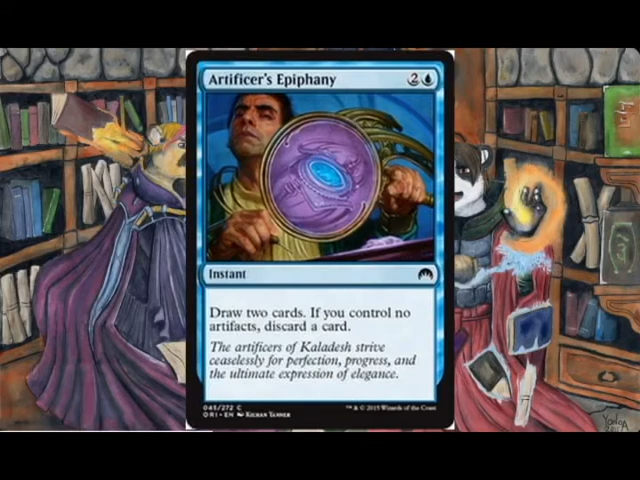 Artificer's Epiphany 2
Instant
Draw two cards. If you control no
artifacts, discard a card.
The artificers of Kaladesh strive
ceaselessly for perfection, progress, and
the ultimate expression of elegance.
045/272 C
ORI • EN Kieran Yanner
™ & © 2015 Wizards of the Coast